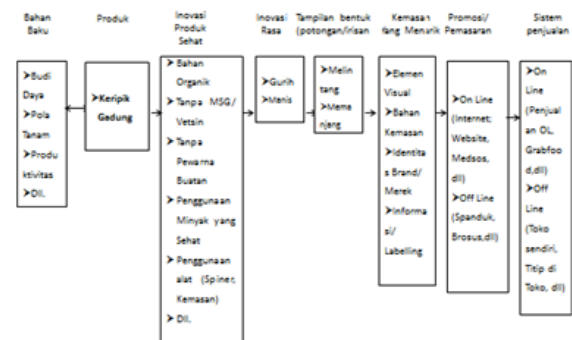 Bahan
Baku
Produk
Inovasi
Produk
Sehat
Inovasi
Rasa
Tampilan bentuk
(potongan/irisan
Kemasan
Yang Menarik
Promosi/
Pemasaran
Sistem
penjualan
➤Budi
Daya
➤Pola
Tanam
➤Produ
ktivitas
➤Dll.
➤Keripik
Gadung
➤Bahan
Organik
➤Tanpa MSG/
Vetsin
➤Tanpa
Pewarna
Buatan
➤Penggunaan
Minyak yang
Sehat
➤Penggunaan
alat (Spiner,
Kemasan)
➤Dll.
➤Gurih
➤Manis
➤Melin
tang
➤Mema
njang
➤Elemen
Visual
➤Bahan
Kemasan
➤Identita
s Brand/
Merek
➤Informa
si/
Labelling
➤On Line
(Internet;
Website,
Medsos,
dll)
➤Off Line
(Spanduk,
Brosus,dll)
➤On
Line
(Penjual
an OL,
Grabfoo
d,dll)
➤Off
Line
(Toko
sendiri,
Titip di
Toko, dll)